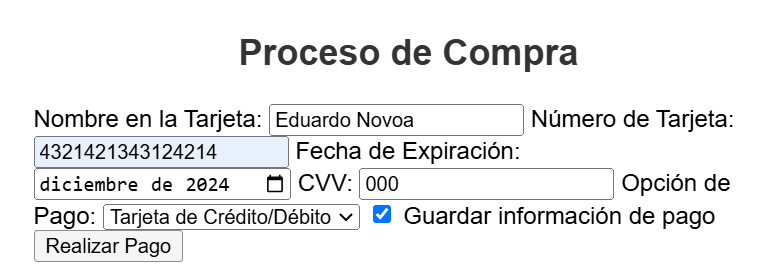 Proceso de Compra
Nombre en la Tarjeta: Eduardo Novoa Número de Tarjeta:
4321421343124214 Fecha de Expiración:
diciembre de 2024 CVV: 000 Opción de
Pago: Tarjeta de Crédito/Débito Guardar información de pago
Realizar Pago